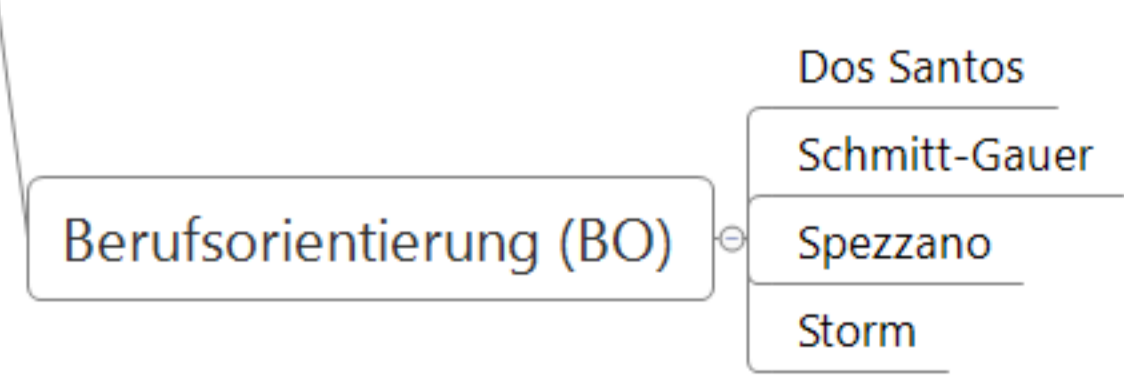 Dos Santos
Schmitt-Gauer
Berufsorientierung (BO)
Spezzano
Storm